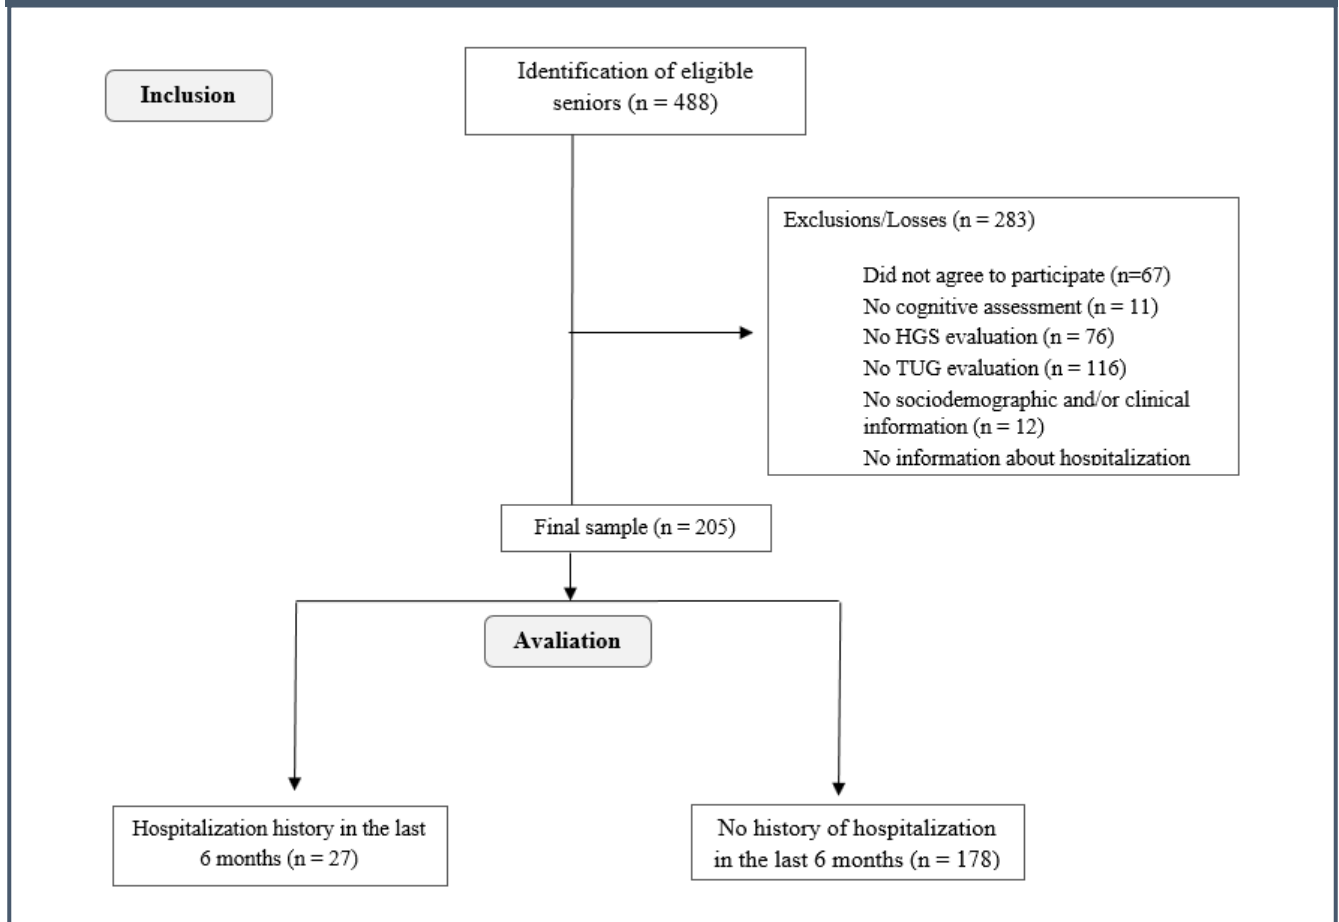 Inclusion
Identification of eligible
seniors (n = 488)
Exclusions/Losses (n = 283)
Did not agree to participate (n=67)
No cognitive assessment (n = 11)
No HGS evaluation (n = 76)
No TUG evaluation (n = 116)
No sociodemographic and/or clinical
information (n = 12)
No information about hospitalization
Final sample (n = 205)
Avaliation
Hospitalization history in the last
6 months (n = 27)
No history of hospitalization
in the last 6 months (n = 178)